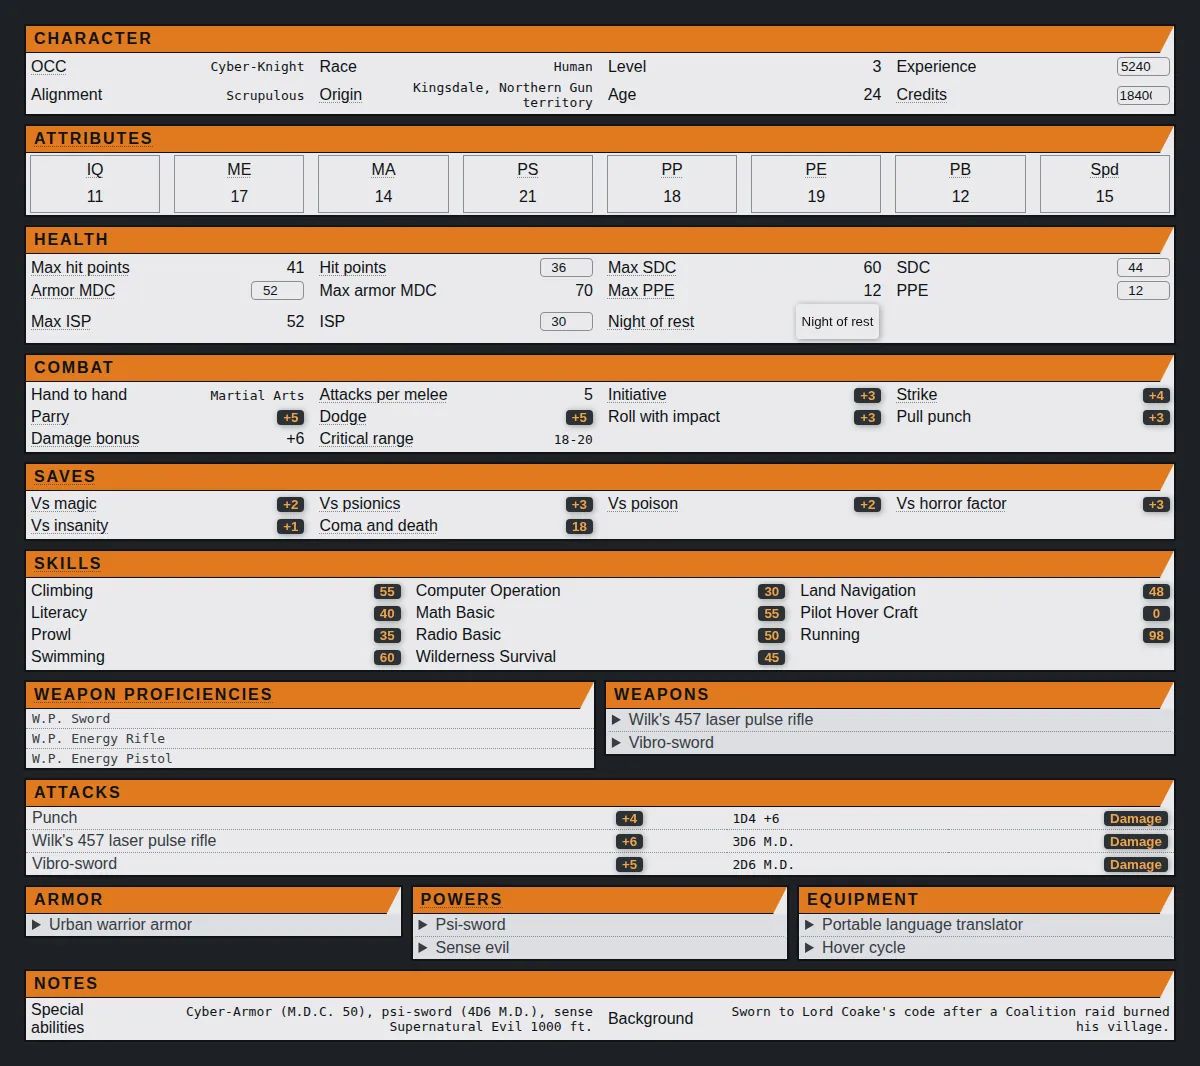 CHARACTER
OCC Cyber-Knight Race Human Level 3 Experience 5240
Alignment Scrupulous Origin Kingsdale, Northern Gun territory Age 24 Credits 18400
ATTRIBUTES
IQ ME MA PS PP PE PB Spd
11 17 14 21 18 19 12 15
HEALTH
Max hit points 41 Hit points 36 Max SDC 60 SDC 44
Armor MDC 52 Max armor MDC 70 Max PPE 12 PPE 12
Max ISP 52 ISP 30 Night of rest Night of rest
COMBAT
Hand to hand Martial Arts Attacks per melee 5 Initiative +3 Strike +4
Parry +5 Dodge +5 Roll with impact +3 Pull punch +3
Damage bonus +6 Critical range 18-20
SAVES
Vs magic +2 Vs psionics +3 Vs poison +2 Vs horror factor +3
Vs insanity +1 Coma and death 18
SKILLS
Climbing 55 Computer Operation 30 Land Navigation 48
Literacy 40 Math Basic 55 Pilot Hover Craft 0
Prowl 35 Radio Basic 50 Running 98
Swimming 60 Wilderness Survival 45
WEAPON PROFICIENCIES
W.P. Sword
W.P. Energy Rifle
W.P. Energy Pistol
WEAPONS
Wilk's 457 laser pulse rifle
Vibro-sword
ATTACKS
Punch +4 1D4 +6 Damage
Wilk's 457 laser pulse rifle +6 3D6 M.D. Damage
Vibro-sword +5 2D6 M.D. Damage
ARMOR
Urban warrior armor
POWERS
Psi-sword
Sense evil
EQUIPMENT
Portable language translator
Hover cycle
NOTES
Special abilities
Cyber-Armor (M.D.C. 50), psi-sword (4D6 M.D.), sense
Supernatural Evil 1000 ft.
Background
Sworn to Lord Coake's code after a Coalition raid burned
his village.